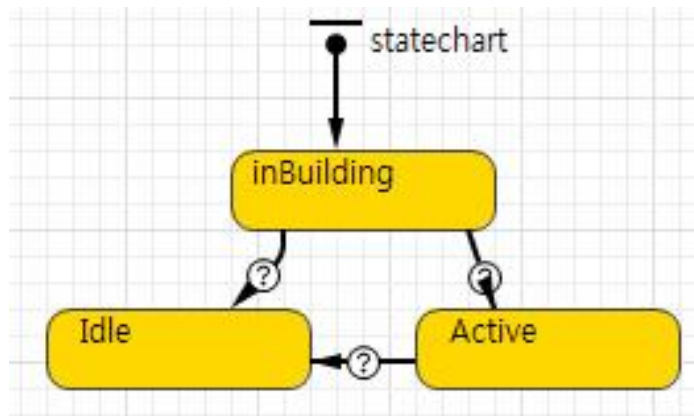 statechart
inBuilding
?
?
Idle
Active
?